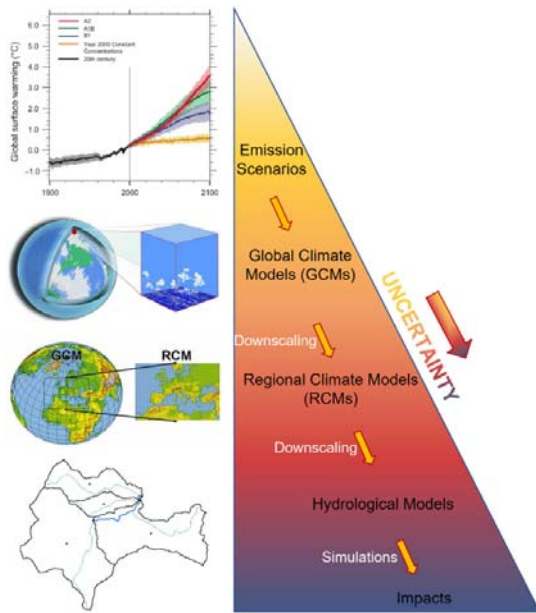 Global surface warming (°C)
6.0
5.0
4.0
3.0
2.0
1.0
0.0
−1.0
A2
A1B
B1
Year 2000 Constant
Concentrations
20th century
1900
2000
2100
GCM
RCM
Emission
Scenarios
Global Climate
Models (GCMs)
Downscaling
Regional Climate Models
(RCMs)
Downscaling
Hydrological Models
Simulations
Impacts
UNCERTAINTY